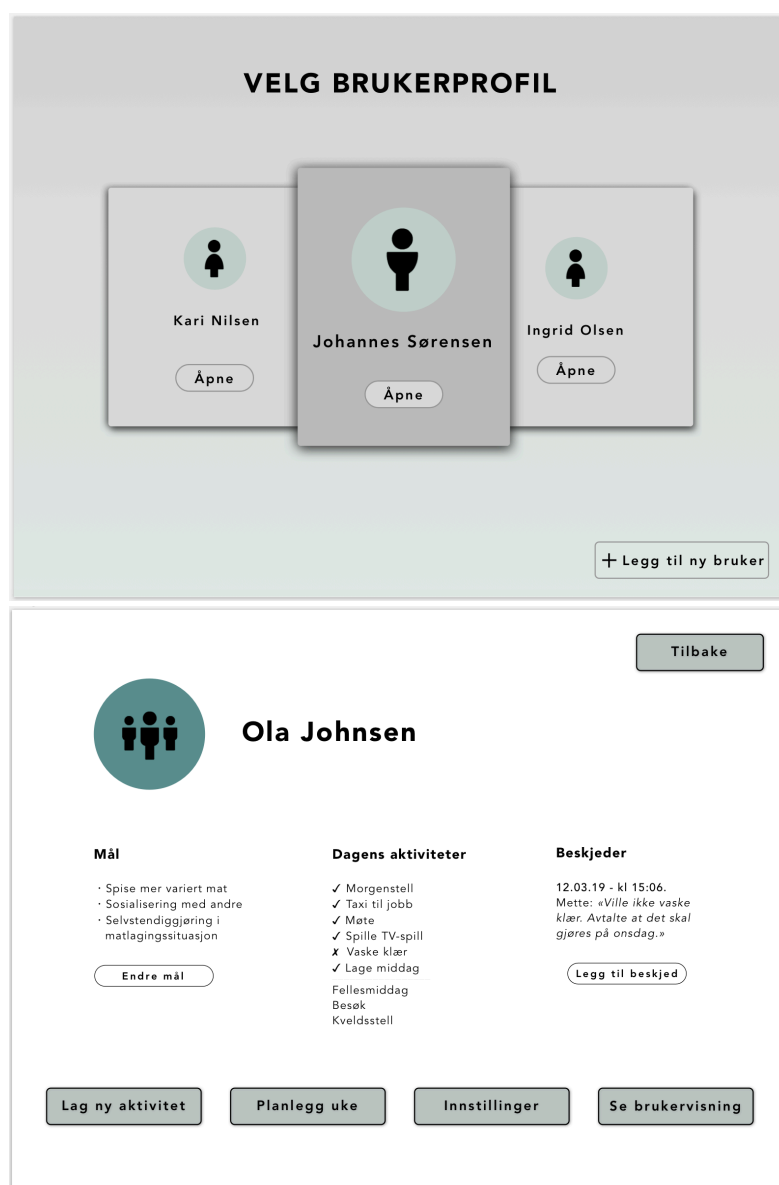 VELG BRUKERPROFIL
Kari Nilsen
Åpne
Johannes Sørensen
Åpne
Ingrid Olsen
Åpne
+ Legg til ny bruker
Tilbake
Ola Johnsen
Mål
· Spise mer variert mat
· Sosialisering med andre
· Selvstendiggjøring i
matlagingssituasjon
Endre mål
Dagens aktiviteter
✓ Morgenstell
✓ Taxi til jobb
✓ Møte
✓ Spille TV-spill
✗ Vaske klær
✓ Lage middag
Fellesmiddag
Besøk
Kveldsstell
Beskjeder
12.03.19 - kl 15:06.
Mette: «Ville ikke vaske
klær. Avtalte at det skal
gjøres på onsdag.»
Legg til beskjed
Lag ny aktivitet
Planlegg uke
Innstillinger
Se brukervisning